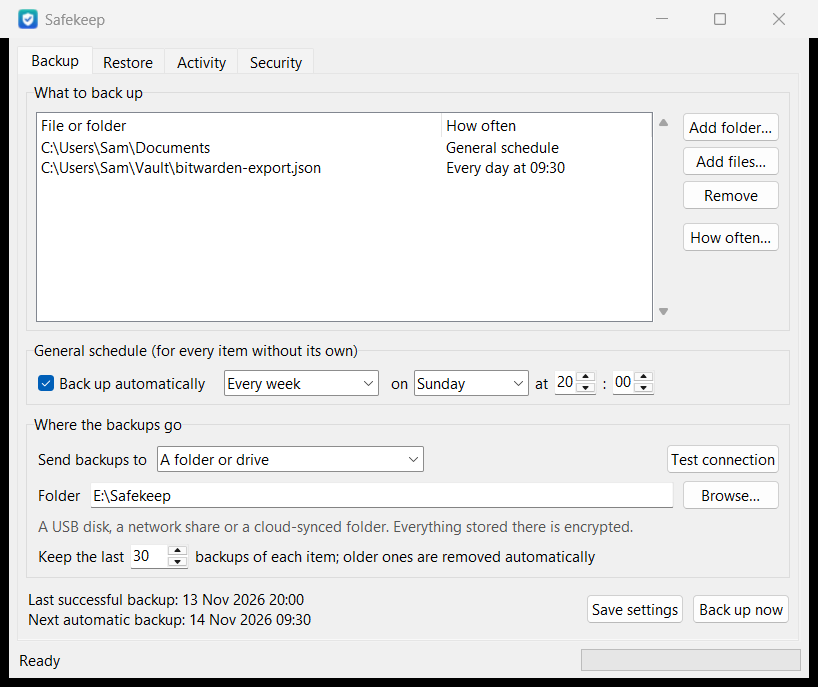 Safekeep
Backup Restore Activity Security
What to back up
File or folder How often
C:\Users\Sam\Documents General schedule
C:\Users\Sam\Vault\bitwarden-export.json Every day at 09:30
Add folder...
Add files...
Remove
How often...
General schedule (for every item without its own)
Back up automatically Every week on Sunday at 20 : 00
Where the backups go
Send backups to A folder or drive Test connection
Folder E:\Safekeep Browse...
A USB disk, a network share or a cloud-synced folder. Everything stored there is encrypted.
Keep the last 30 backups of each item; older ones are removed automatically
Last successful backup: 13 Nov 2026 20:00
Next automatic backup: 14 Nov 2026 09:30
Save settings Back up now
Ready